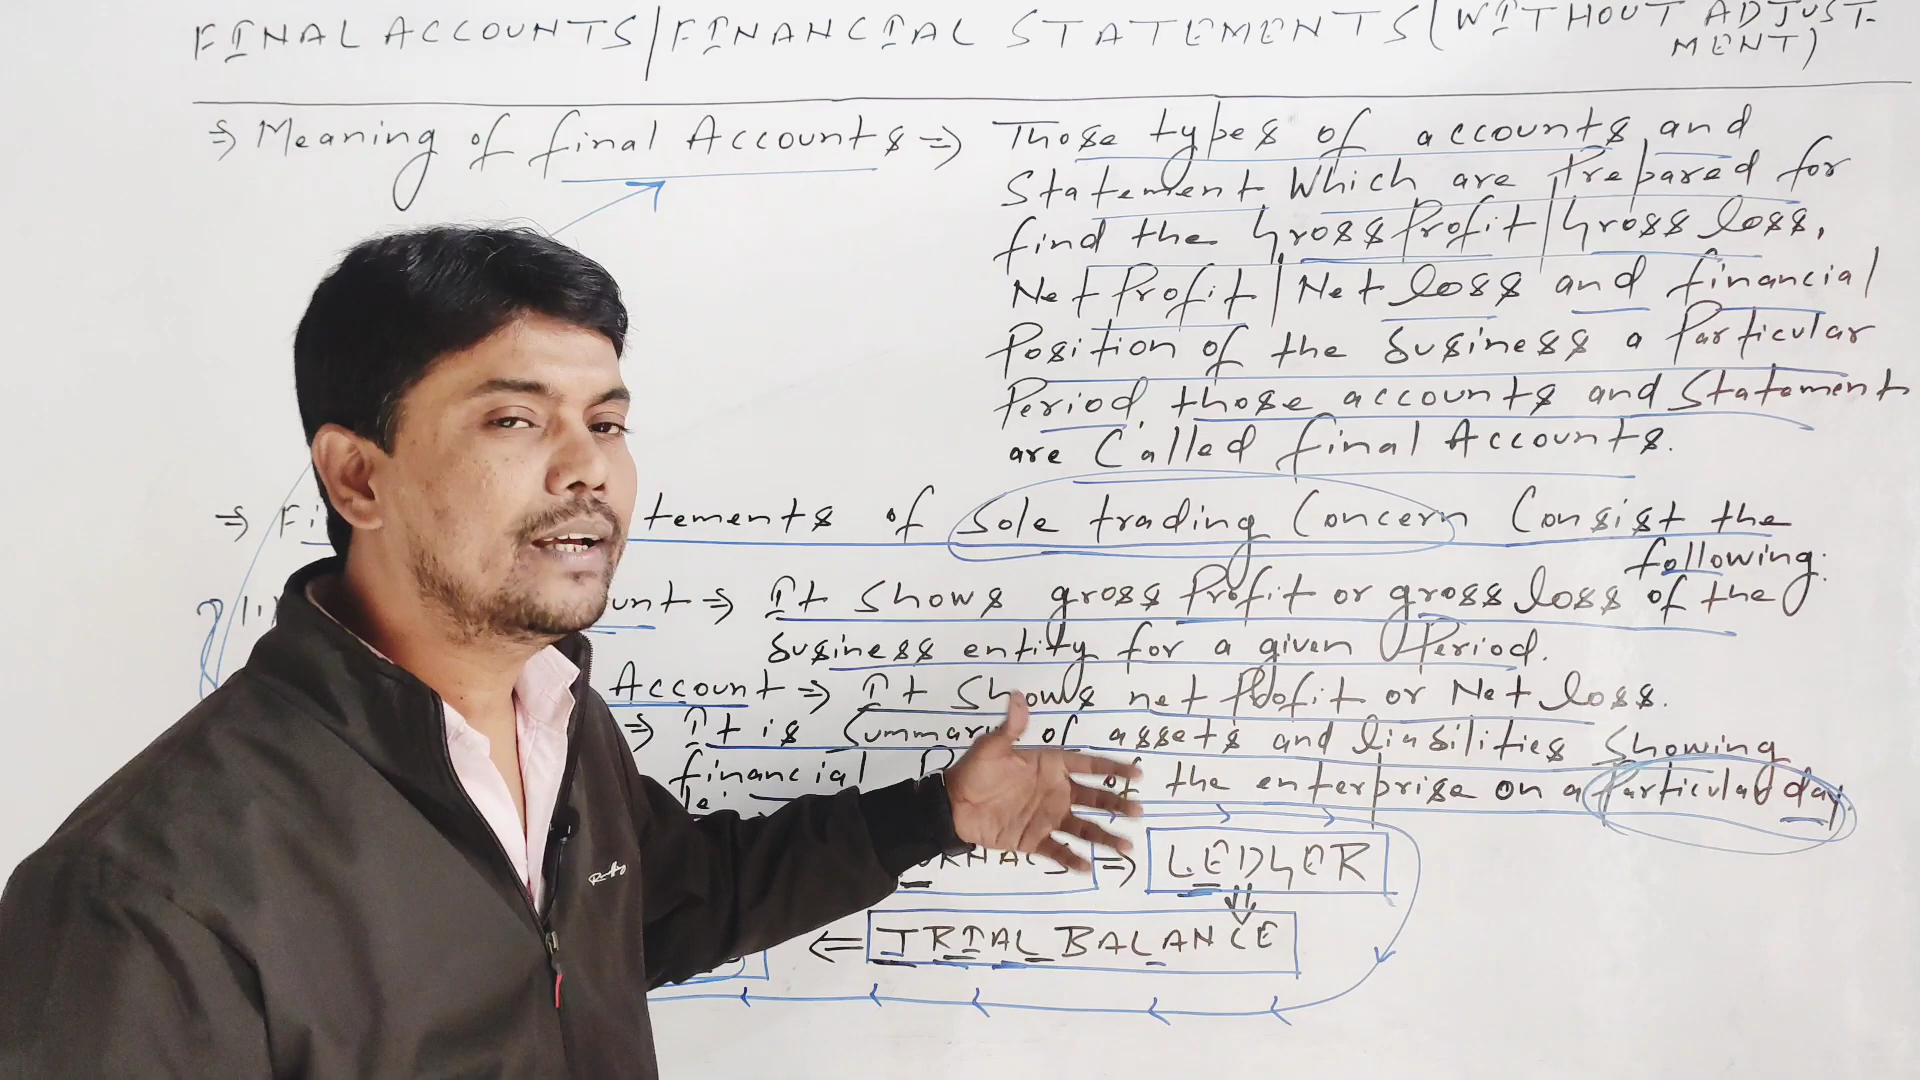 FINAL ACCOUNTS/FINANCIAL STATEMENTS (WITHOUT ADJUST-
MENT)
⇒ Meaning of final Accounts ⇒ Those types of accounts and
Statement Which are Prepared for
find the Gross Profit/Gross loss,
Net Profit/Net loss and financial
Position of the business a Particular
Period, those accounts and Statement
are Called final Accounts.
⇒ Fi tements of Sole trading Concern Consist the
following:
unt ⇒ It Shows gross Profit or gross loss of the
business entity for a given Period.
Account ⇒ It Shows net Profit or Net loss.
⇒ It is Summary of assets and liabilities Showing
financial of the enterprise on a Particular day.
⇒ LEDGER
⇐ TRIAL BALANCE